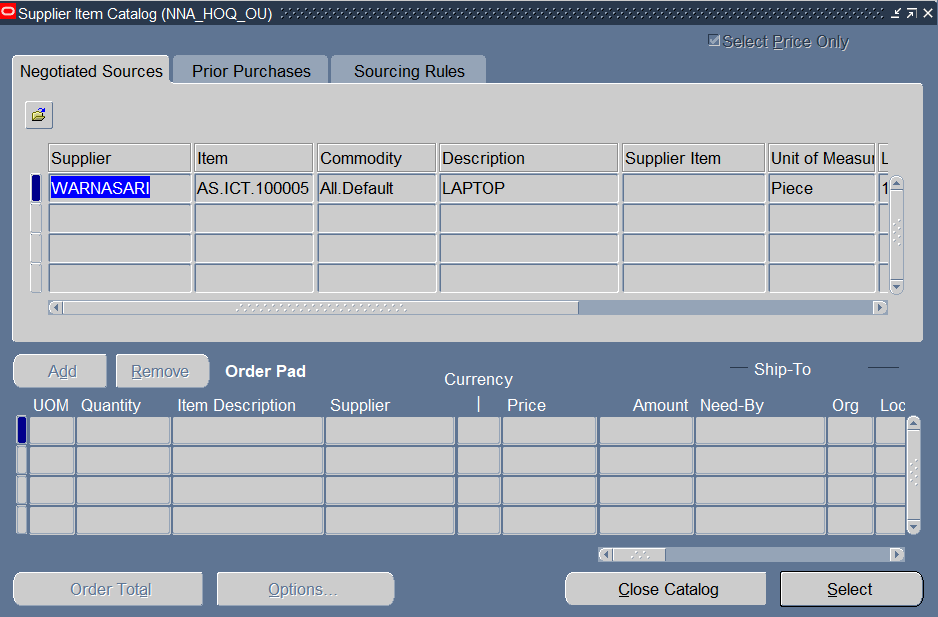 Supplier Item Catalog (NNA_HOQ_OU)
Select Price Only
Negotiated Sources Prior Purchases Sourcing Rules
Supplier Item Commodity Description Supplier Item Unit of Measur L
WARNASARI AS.ICT.100005 All.Default LAPTOP Piece 1
Add Remove Order Pad
Currency Ship-To
UOM Quantity Item Description Supplier Price Amount Need-By Org Loc
Order Total Options... Close Catalog Select